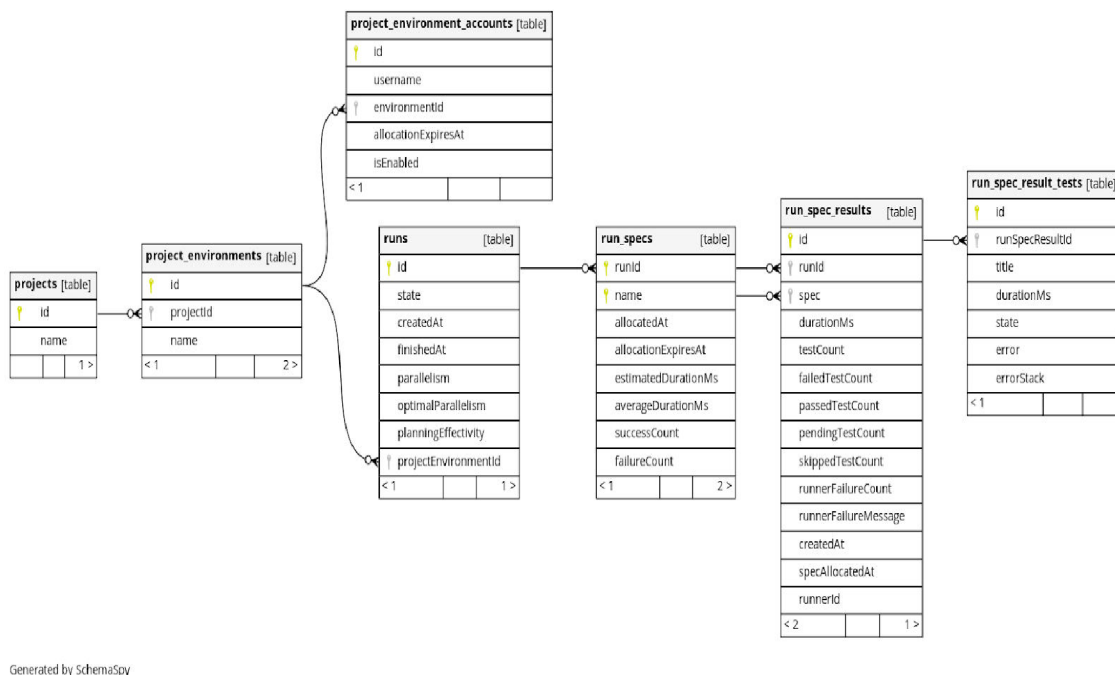 project_environment_accounts [table]
id
username
environmentId
allocationExpiresAt
isEnabled
< 1
projects [table]
id
name
1 >
project_environments [table]
id
projectId
name
< 1 2 >
runs [table]
id
state
createdAt
finishedAt
parallelism
optimalParallelism
planningEffectivity
projectEnvironmentId
< 1 1 >
run_specs [table]
runId
name
allocatedAt
allocationExpiresAt
estimatedDurationMs
averageDurationMs
successCount
failureCount
< 1 2 >
run_spec_results [table]
id
runId
spec
durationMs
testCount
failedTestCount
passedTestCount
pendingTestCount
skippedTestCount
runnerFailureCount
runnerFailureMessage
createdAt
specAllocatedAt
runnerId
< 2 1 >
run_spec_result_tests [table]
id
runSpecResultId
title
durationMs
state
error
errorStack
< 1
Generated by SchemaSpy